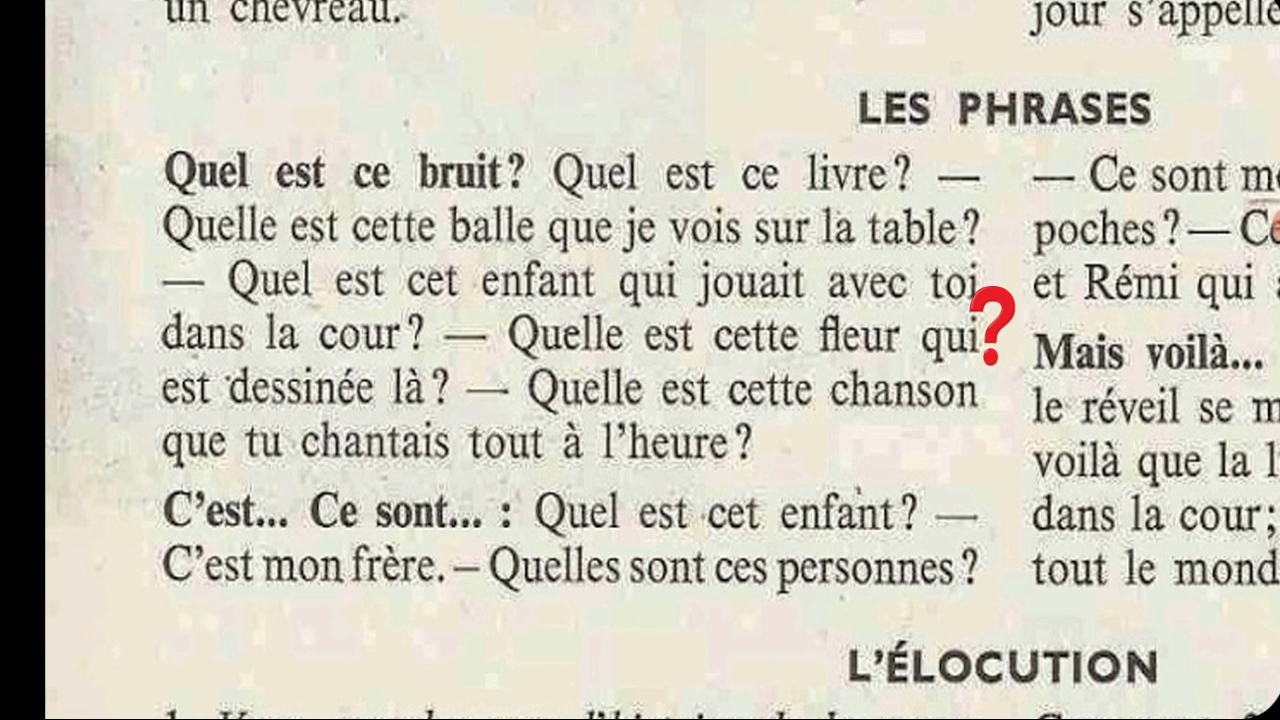 un chevreau.
LES PHRASES
Quel est ce bruit? Quel est ce livre? —
Quelle est cette balle que je vois sur la table?
— Quel est cet enfant qui jouait avec toi
dans la cour? — Quelle est cette fleur qui
est dessinée là? — Quelle est cette chanson
que tu chantais tout à l'heure?
C'est... Ce sont... : Quel est cet enfant? —
C'est mon frère. – Quelles sont ces personnes?
?
jour s'appelle
— Ce sont
poches? —
et Rémi qui
Mais voilà...
le réveil se
voilà que la
dans la cour;
tout le
L'ÉLOCUTION